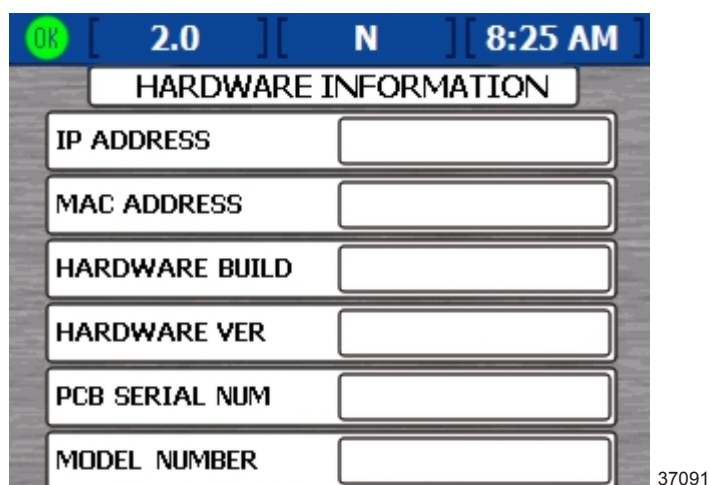 OK [ 2.0 ][ N ][ 8:25 AM ]
HARDWARE INFORMATION
IP ADDRESS
MAC ADDRESS
HARDWARE BUILD
HARDWARE VER
PCB SERIAL NUM
MODEL NUMBER
37091